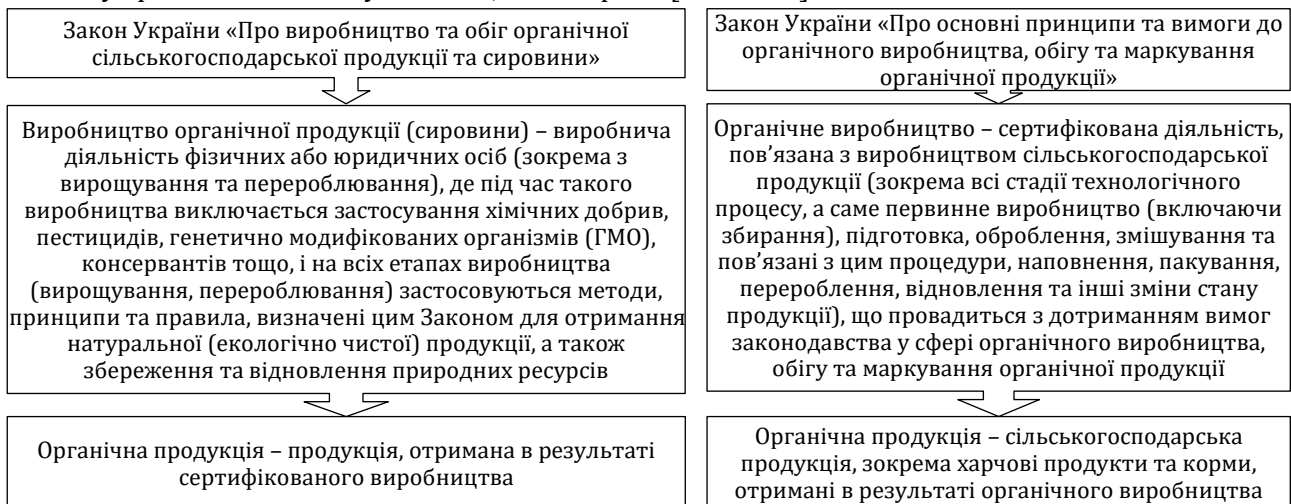 Закон України «Про виробництво та обіг органічної
сільськогосподарської продукції та сировини»
Виробництво органічної продукції (сировини) – виробнича
діяльність фізичних або юридичних осіб (зокрема з
вирощування та перероблювання), де під час такого
виробництва виключається застосування хімічних добрив,
пестицидів, генетично модифікованих організмів (ГМО),
консервантів тощо, і на всіх етапах виробництва
(вирощування, перероблювання) застосовуються методи,
принципи та правила, визначені цим Законом для отримання
натуральної (екологічно чистої) продукції, а також
збереження та відновлення природних ресурсів
Органічна продукція – продукція, отримана в результаті
сертифікованого виробництва
Закон України «Про основні принципи та вимоги до
органічного виробництва, обігу та маркування
органічної продукції»
Органічне виробництво – сертифікована діяльність,
пов’язана з виробництвом сільськогосподарської
продукції (зокрема всі стадії технологічного
процесу, а саме первинне виробництво (включаючи
збирання), підготовка, оброблення, змішування та
пов’язані з цим процедури, наповнення, пакування,
перероблення, відновлення та інші зміни стану
продукції), що провадиться з дотриманням вимог
законодавства у сфері органічного виробництва,
обігу та маркування органічної продукції
Органічна продукція – сільськогосподарська
продукція, зокрема харчові продукти та корми,
отримані в результаті органічного виробництва